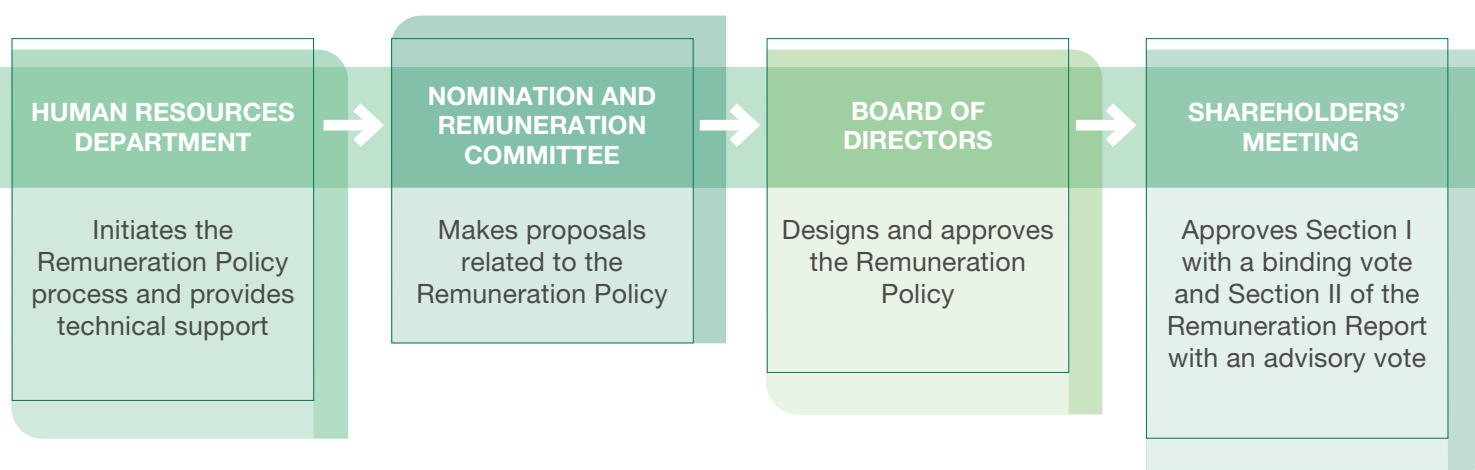 HUMAN RESOURCES
DEPARTMENT
Initiates the
Remuneration Policy
process and provides
technical support
NOMINATION AND
REMUNERATION
COMMITTEE
Makes proposals
related to the
Remuneration Policy
BOARD OF
DIRECTORS
Designs and approves
the Remuneration
Policy
SHAREHOLDERS’
MEETING
Approves Section I
with a binding vote
and Section II of the
Remuneration Report
with an advisory vote